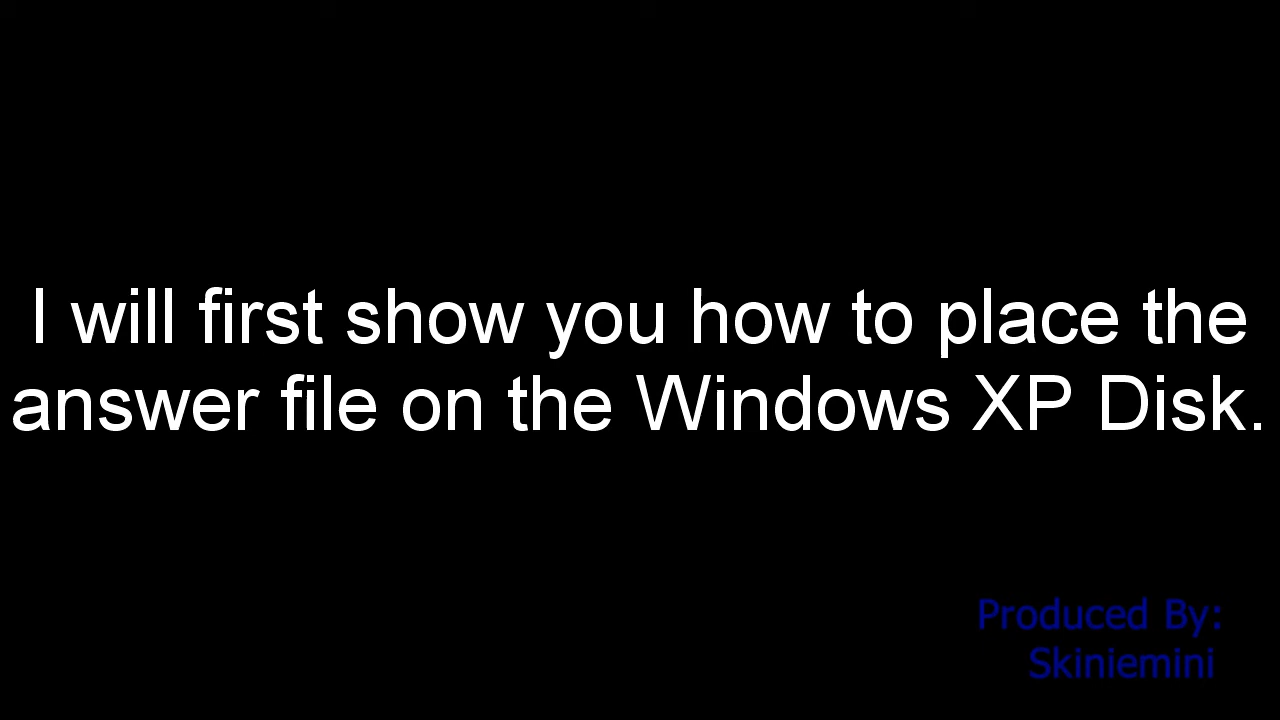 I will first show you how to place the
answer file on the Windows XP Disk.
Produced By:
Skiniemini